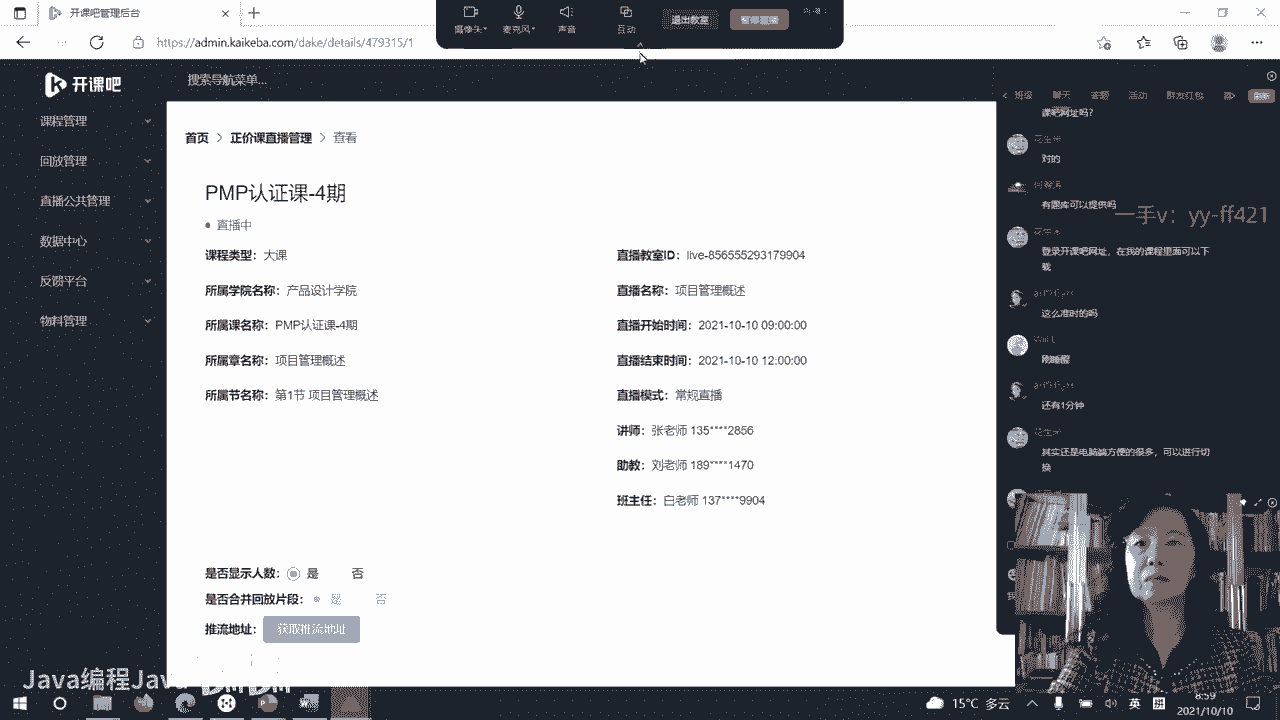 开课吧管理后台
https://admin.kaikeba.com/dake/details/479315/1
摄像头 麦克风 声音 互动 退出教室
开课吧
搜索导航菜单...
课程管理
回放管理
直播公共管理
数据中心
反馈平台
物料管理
首页 > 正价课直播管理 > 查看
PMP认证课-4期
直播中
课程类型：大课
所属学院名称：产品设计学院
所属课名称：PMP认证课-4期
所属章名称：项目管理概述
所属节名称：第1节 项目管理概述
直播教室ID：live-856555293179904
直播名称：项目管理概述
直播开始时间：2021-10-10 09:00:00
直播结束时间：2021-10-10 12:00:00
直播模式：常规直播
讲师：张老师 135****2856
助教：刘老师 189****1470
班主任：白老师 137****9904
是否显示人数： 是 否
是否合并回放片段： 是 否
推流地址： 获取推流地址
班级 聊天 答题 活动 群发红包
课吧网址吗？
对的
有题库可以提供吗
一手v：yy-ff421
登录开课吧网址，在我的课程里面可以下
载
这么准时的吗
刚睡醒
还有1分钟
其实还是电脑端方便的很多，可以进行切
换
Java编程Java
15°C 多云
英
拼
8:59
2021/10/10